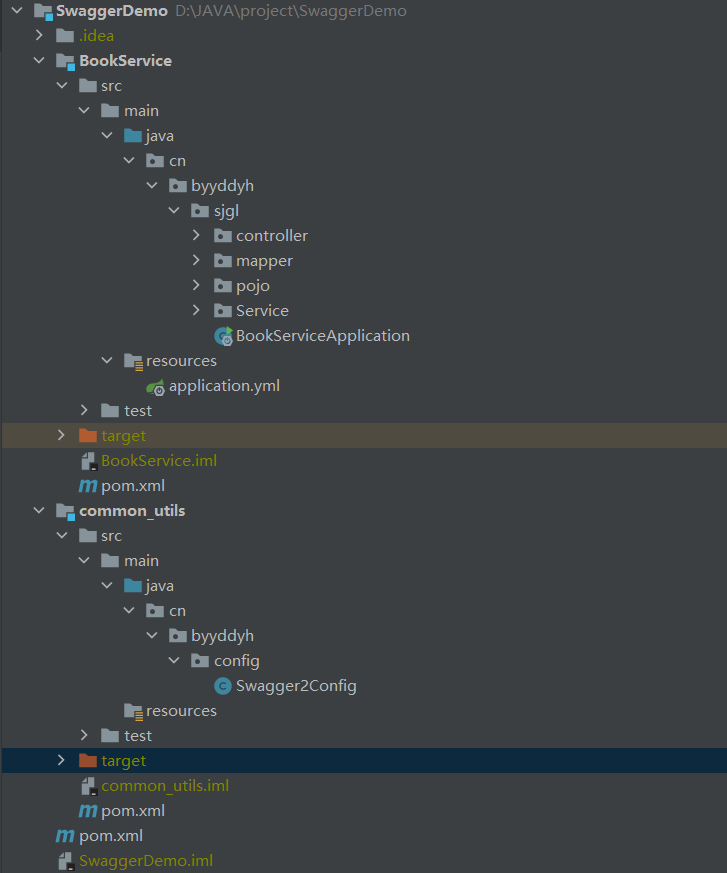 SwaggerDemo D:\JAVA\project\SwaggerDemo
.idea
BookService
src
main
java
cn
byyddyh
sjgl
controller
mapper
pojo
Service
BookServiceApplication
resources
application.yml
test
target
BookService.iml
pom.xml
common_utils
src
main
java
cn
byyddyh
config
Swagger2Config
resources
test
target
common_utils.iml
pom.xml
pom.xml
SwaggerDemo.iml